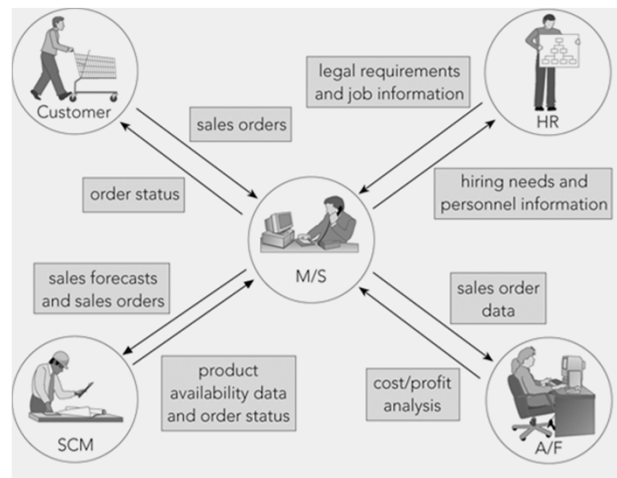 Customer
sales orders
order status
legal requirements
and job information
HR
hiring needs and
personnel information
M/S
sales forecasts
and sales orders
SCM
product
availability data
and order status
sales order
data
cost/profit
analysis
A/F